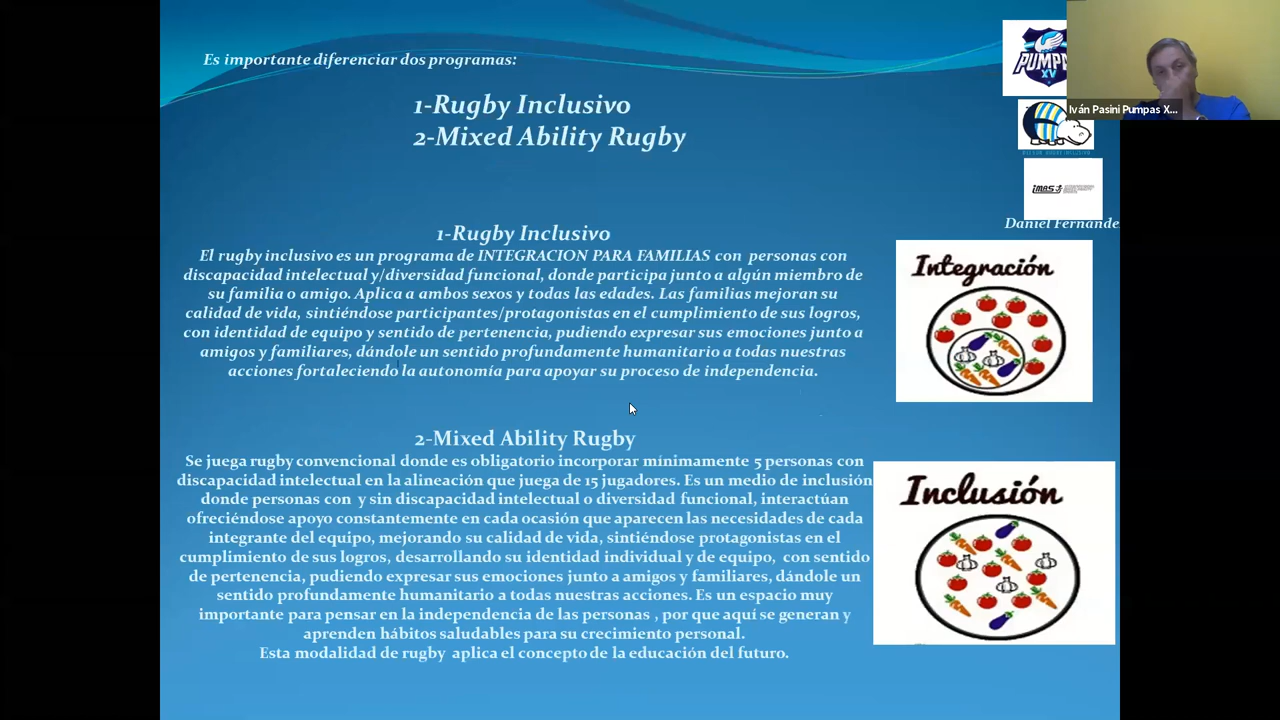 Es importante diferenciar dos programas:
1-Rugby Inclusivo
2-Mixed Ability Rugby
PUMPA
XV
Iván Pasini Pumpas X...
imas
Daniel Fernande
1-Rugby Inclusivo
El rugby inclusivo es un programa de INTEGRACION PARA FAMILIAS con personas con
discapacidad intelectual y/diversidad funcional, donde participa junto a algún miembro de
su familia o amigo. Aplica a ambos sexos y todas las edades. Las familias mejoran su
calidad de vida, sintiéndose participantes/protagonistas en el cumplimiento de sus logros,
con identidad de equipo y sentido de pertenencia, pudiendo expresar sus emociones junto a
amigos y familiares, dándole un sentido profundamente humanitario a todas nuestras
acciones fortaleciendo la autonomía para apoyar su proceso de independencia.
Integración
2-Mixed Ability Rugby
Se juega rugby convencional donde es obligatorio incorporar mínimamente 5 personas con
discapacidad intelectual en la alineación que juega de 15 jugadores. Es un medio de inclusión
donde personas con y sin discapacidad intelectual o diversidad funcional, interactúan
ofreciéndose apoyo constantemente en cada ocasión que aparecen las necesidades de cada
integrante del equipo, mejorando su calidad de vida, sintiéndose protagonistas en el
cumplimiento de sus logros, desarrollando su identidad individual y de equipo, con sentido
de pertenencia, pudiendo expresar sus emociones junto a amigos y familiares, dándole un
sentido profundamente humanitario a todas nuestras acciones. Es un espacio muy
importante para pensar en la independencia de las personas , por que aquí se generan y
aprenden hábitos saludables para su crecimiento personal.
Esta modalidad de rugby aplica el concepto de la educación del futuro.
Inclusión